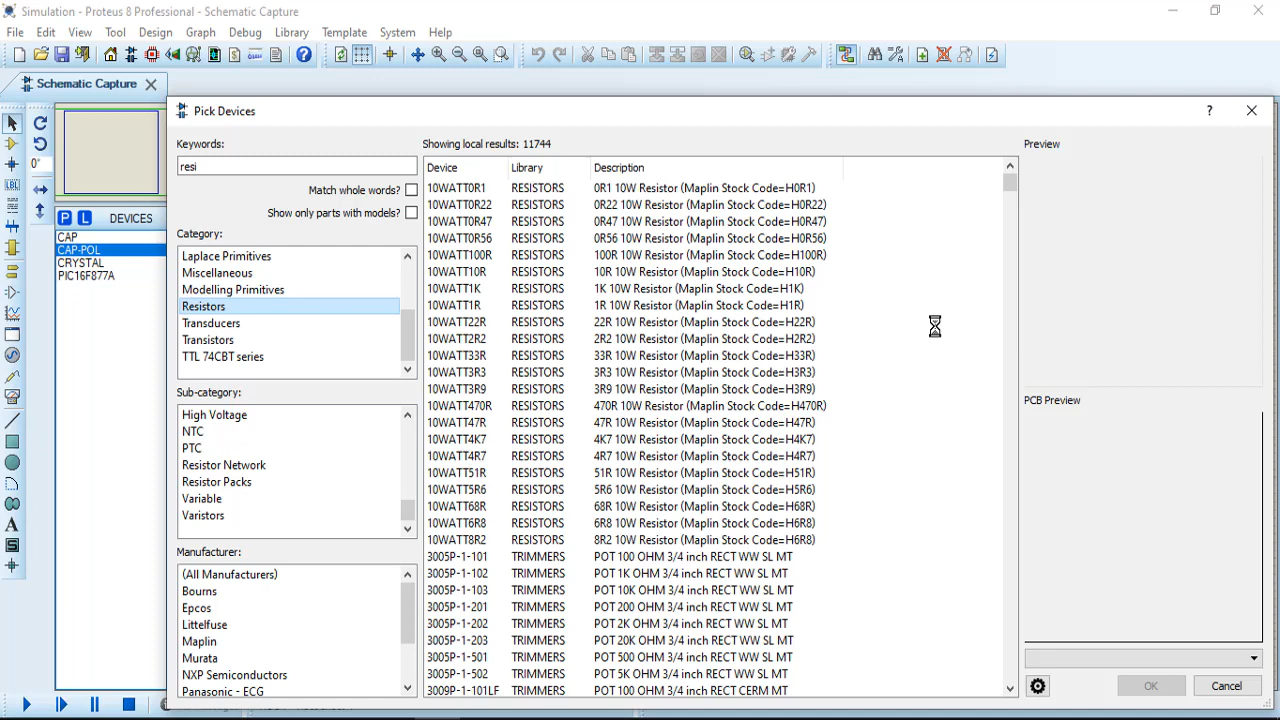 Simulation - Proteus 8 Professional - Schematic Capture
File Edit View Tool Design Graph Debug Library Template System Help
Schematic Capture
Pick Devices
Keywords:
resi
Match whole words?
Show only parts with models?
Category:
Laplace Primitives
Miscellaneous
Modelling Primitives
Resistors
Transducers
Transistors
TTL 74CBT series
Sub-category:
High Voltage
NTC
PTC
Resistor Network
Resistor Packs
Variable
Varistors
Manufacturer:
(All Manufacturers)
Bourns
Epcos
Littelfuse
Maplin
Murata
NXP Semiconductors
Panasonic - ECG
0°
LBL
P L DEVICES
CAP
CAP-POL
CRYSTAL
PIC16F877A
A
Showing local results: 11744
Device Library Description
10WATT0R1 RESISTORS 0R1 10W Resistor (Maplin Stock Code=H0R1)
10WATT0R22 RESISTORS 0R22 10W Resistor (Maplin Stock Code=H0R22)
10WATT0R47 RESISTORS 0R47 10W Resistor (Maplin Stock Code=H0R47)
10WATT0R56 RESISTORS 0R56 10W Resistor (Maplin Stock Code=H0R56)
10WATT100R RESISTORS 100R 10W Resistor (Maplin Stock Code=H100R)
10WATT10R RESISTORS 10R 10W Resistor (Maplin Stock Code=H10R)
10WATT1K RESISTORS 1K 10W Resistor (Maplin Stock Code=H1K)
10WATT1R RESISTORS 1R 10W Resistor (Maplin Stock Code=H1R)
10WATT22R RESISTORS 22R 10W Resistor (Maplin Stock Code=H22R)
10WATT2R2 RESISTORS 2R2 10W Resistor (Maplin Stock Code=H2R2)
10WATT33R RESISTORS 33R 10W Resistor (Maplin Stock Code=H33R)
10WATT3R3 RESISTORS 3R3 10W Resistor (Maplin Stock Code=H3R3)
10WATT3R9 RESISTORS 3R9 10W Resistor (Maplin Stock Code=H3R9)
10WATT470R RESISTORS 470R 10W Resistor (Maplin Stock Code=H470R)
10WATT47R RESISTORS 47R 10W Resistor (Maplin Stock Code=H47R)
10WATT4K7 RESISTORS 4K7 10W Resistor (Maplin Stock Code=H4K7)
10WATT4R7 RESISTORS 4R7 10W Resistor (Maplin Stock Code=H4R7)
10WATT51R RESISTORS 51R 10W Resistor (Maplin Stock Code=H51R)
10WATT5R6 RESISTORS 5R6 10W Resistor (Maplin Stock Code=H5R6)
10WATT68R RESISTORS 68R 10W Resistor (Maplin Stock Code=H68R)
10WATT6R8 RESISTORS 6R8 10W Resistor (Maplin Stock Code=H6R8)
10WATT8R2 RESISTORS 8R2 10W Resistor (Maplin Stock Code=H6R8)
3005P-1-101 TRIMMERS POT 100 OHM 3/4 inch RECT WW SL MT
3005P-1-102 TRIMMERS POT 1K OHM 3/4 inch RECT WW SL MT
3005P-1-103 TRIMMERS POT 10K OHM 3/4 inch RECT WW SL MT
3005P-1-201 TRIMMERS POT 200 OHM 3/4 inch RECT WW SL MT
3005P-1-202 TRIMMERS POT 2K OHM 3/4 inch RECT WW SL MT
3005P-1-203 TRIMMERS POT 20K OHM 3/4 inch RECT WW SL MT
3005P-1-501 TRIMMERS POT 500 OHM 3/4 inch RECT WW SL MT
3005P-1-502 TRIMMERS POT 5K OHM 3/4 inch RECT WW SL MT
3009P-1-101LF TRIMMERS POT 100 OHM 3/4 inch RECT CERM MT
Preview
PCB Preview
OK Cancel